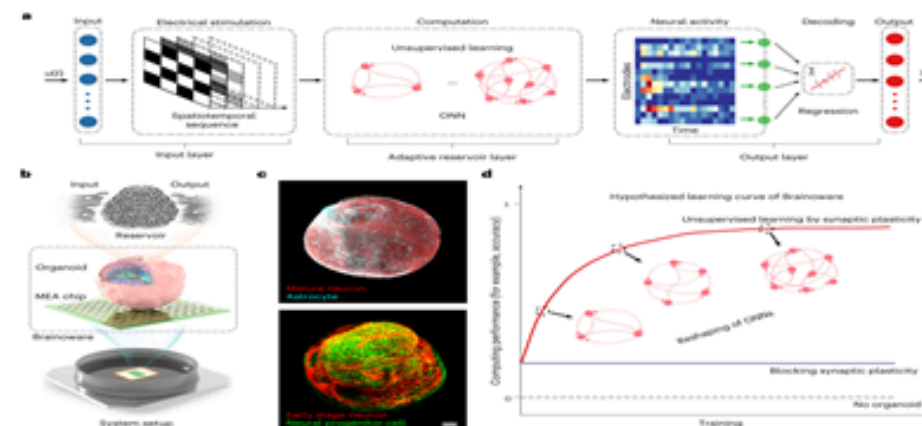 a
Input
Electrical stimulation
Computation
Neural activity
Decoding
Output
u(t)
Unsupervised learning
Electrodes
Spatiotemporal
sequence
ONN
Time
Regression
Input layer
Adaptive reservoir layer
Output layer
b
Input
Output
Reservoir
Organoid
MEA chip
Brainoware
System setup
c
Mature neuron
Astrocyte
Early stage neuron
Neural progenitor cell
d
Hypothesized learning curve of Brainoware
1
Unsupervised learning by synaptic plasticity
Computing performance (for example, accuracy)
Reshaping of ONNs
Blocking synaptic plasticity
0
No organoid
Training